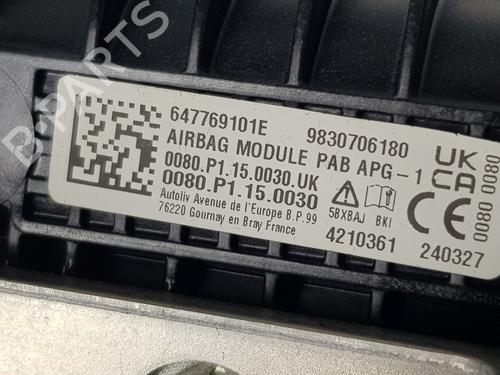 B-PARTS
647769101E 9830706180
AIRBAG MODULE PAB APG-1
0080.P1.15.0030.UK
0080.P1.15.0030
Autoliv Avenue de l'Europe B.P.99
76220 Gournay en Bray France
58XBAJ BKI
4210361 240327
UK
CA
CE
0080 0080